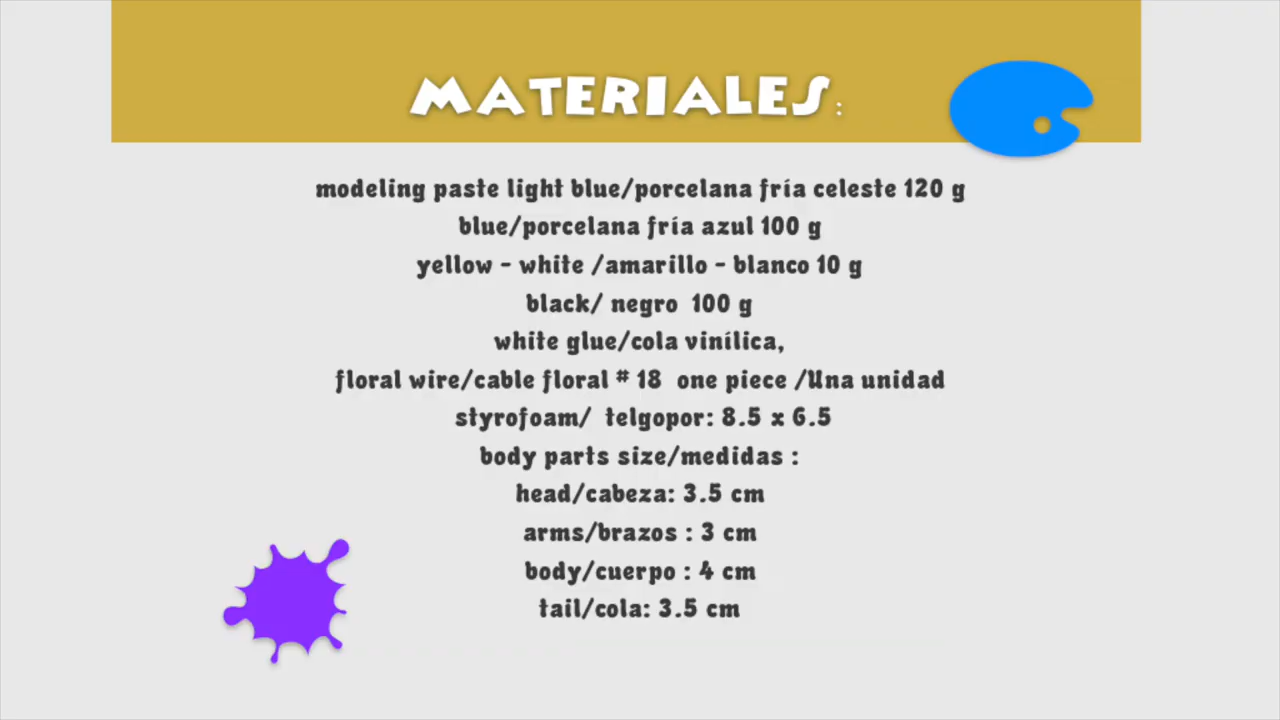 MATERIALES:
modeling paste light blue/porcelana fría celeste 120 g
blue/porcelana fría azul 100 g
yellow - white /amarillo - blanco 10 g
black/ negro 100 g
white glue/cola vinílica,
floral wire/cable floral # 18 one piece /Una unidad
styrofoam/ telgopor: 8.5 x 6.5
body parts size/medidas :
head/cabeza: 3.5 cm
arms/brazos : 3 cm
body/cuerpo : 4 cm
tail/cola: 3.5 cm